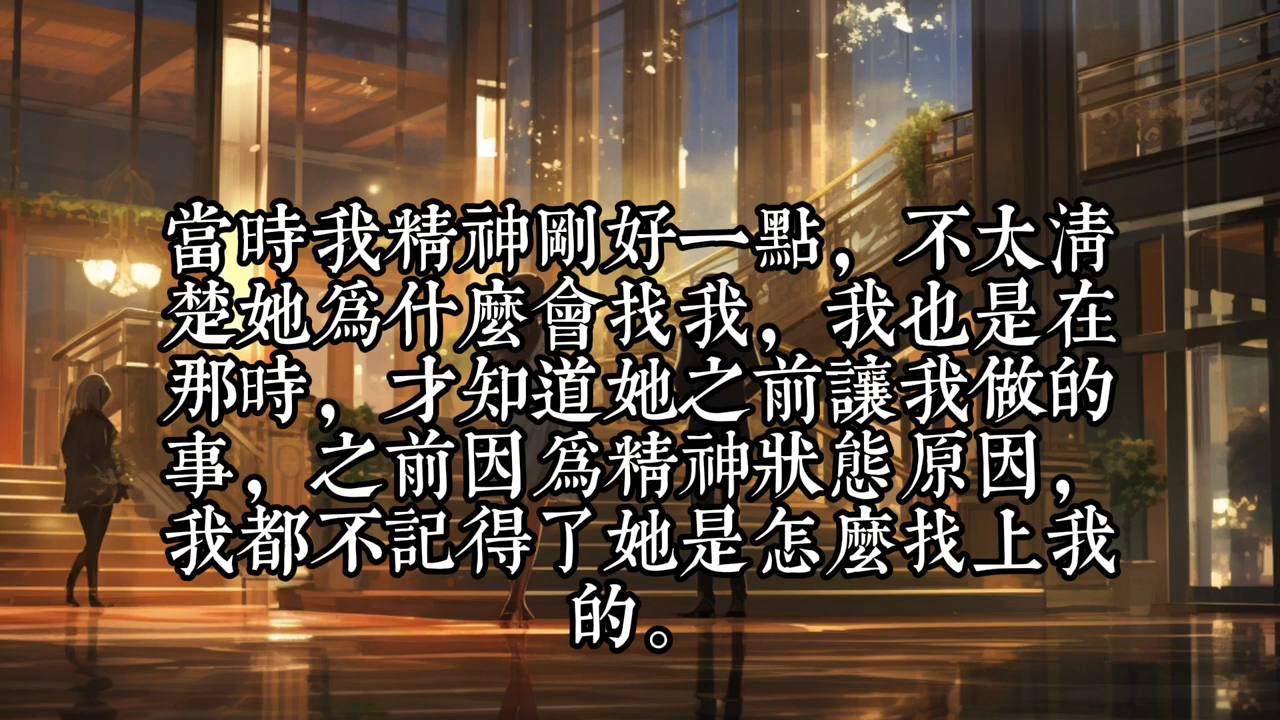 當時我精神剛好一點，不太清
楚她爲什麼會找我，我也是在
那時，才知道她之前讓我做的
事，之前因爲精神狀態原因，
我都不記得了她是怎麼找上我
的。